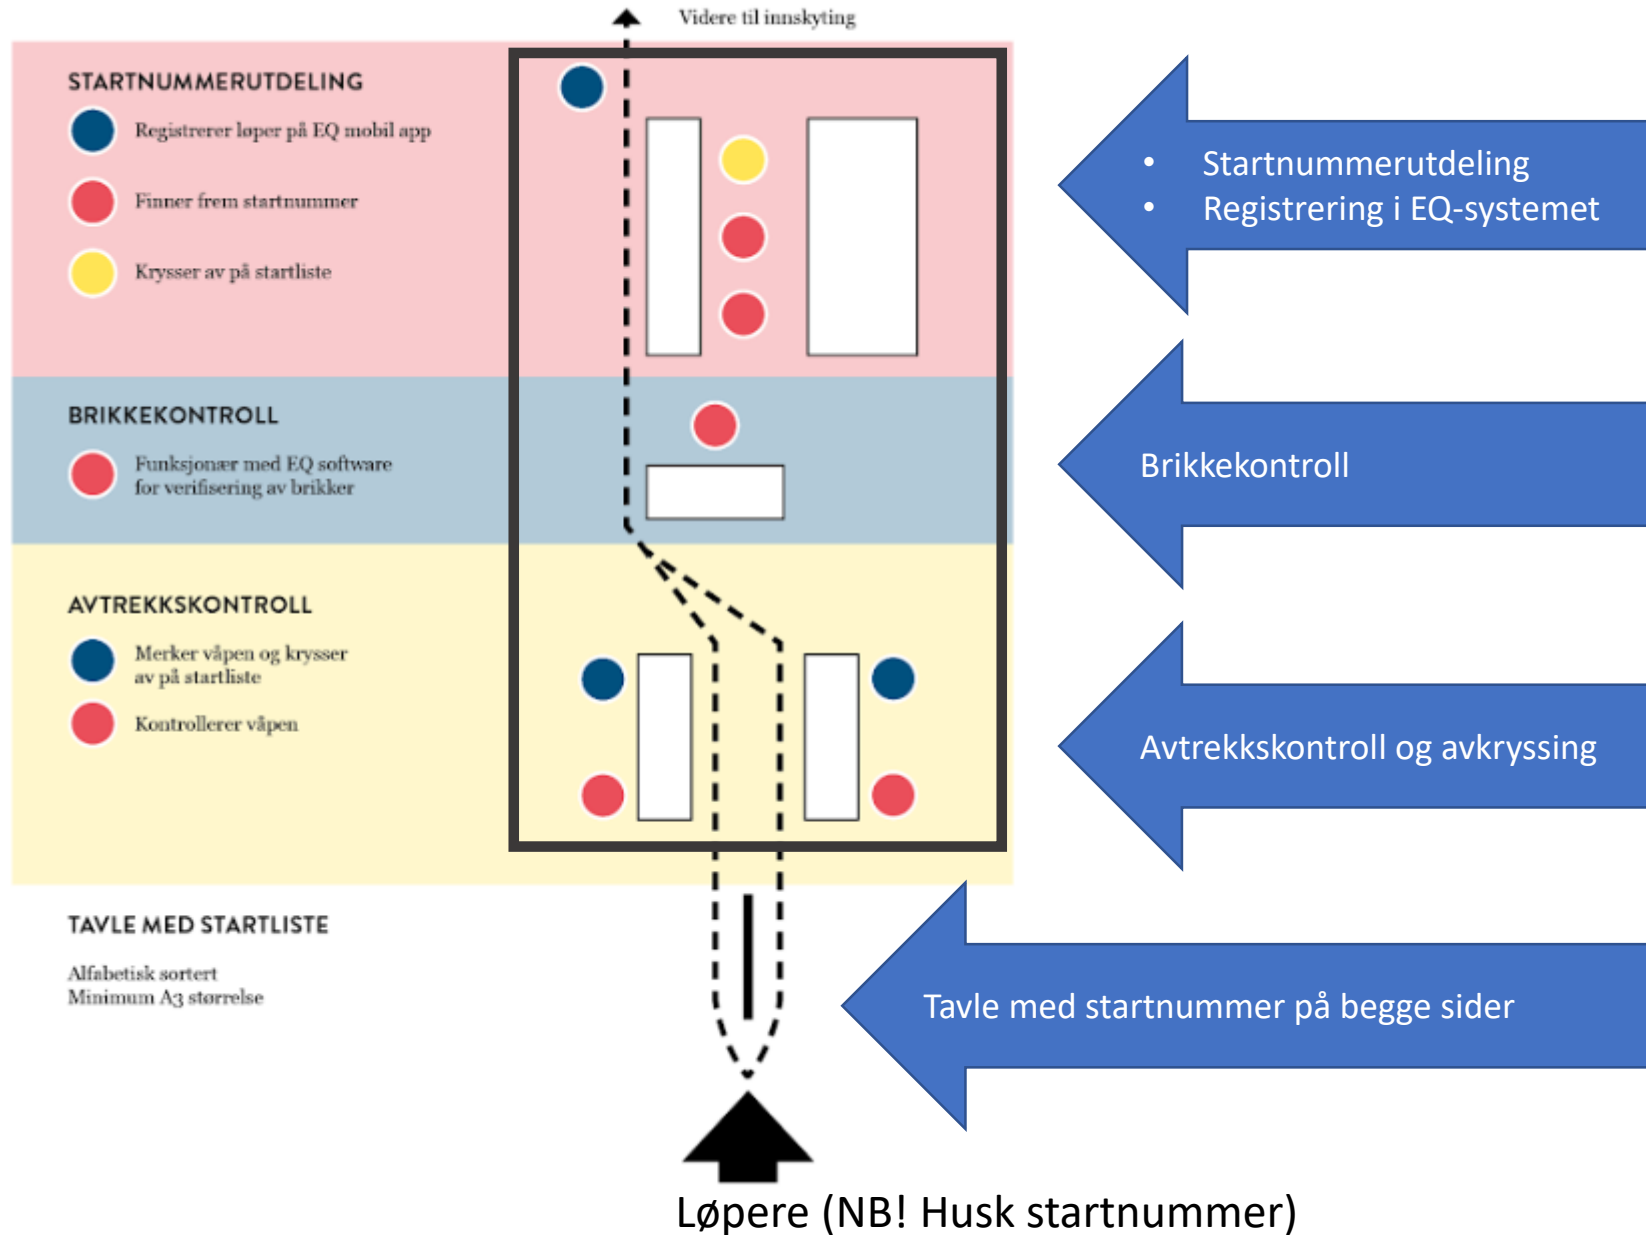 Videre til innskyting
STARTNUMMERUTDELING
Registrerer løper på EQ mobil app
Finner frem startnummer
Krysser av på startliste
• Startnummerutdeling
• Registrering i EQ-systemet
BRIKKEKONTROLL
Funksjonær med EQ software
for verifisering av brikker
Brikkekontroll
AVTREKKSKONTROLL
Merker våpen og krysser
av på startliste
Kontrollerer våpen
Avtrekkskontroll og avkryssing
TAVLE MED STARTLISTE
Alfabetisk sortert
Minimum A3 størrelse
Tavle med startnummer på begge sider
Løpere (NB! Husk startnummer)